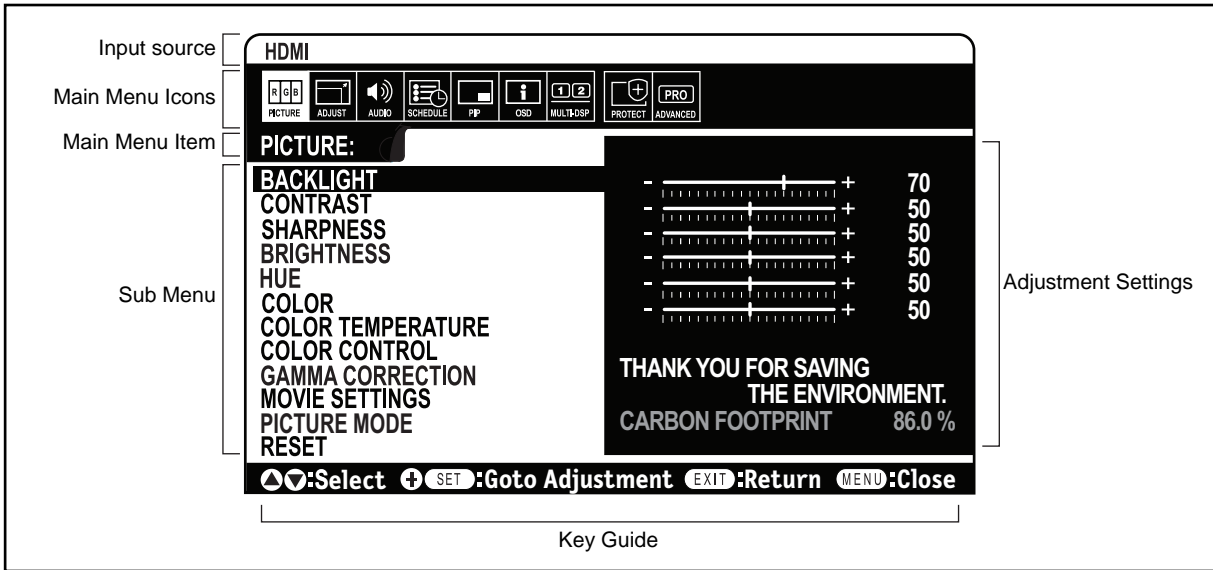 Input source
HDMI
Main Menu Icons
R G B
PICTURE
ADJUST
AUDIO
SCHEDULE
PIP
i
OSD
1 2
MULTI-DSP
PROTECT
PRO
ADVANCED
Main Menu Item
PICTURE:
Sub Menu
BACKLIGHT - + 70
CONTRAST - + 50
SHARPNESS - + 50
BRIGHTNESS - + 50
HUE - + 50
COLOR - + 50
COLOR TEMPERATURE
COLOR CONTROL
GAMMA CORRECTION
MOVIE SETTINGS
PICTURE MODE
RESET
THANK YOU FOR SAVING
THE ENVIRONMENT.
CARBON FOOTPRINT 86.0 %
Adjustment Settings
:Select + SET :Goto Adjustment EXIT :Return MENU :Close
Key Guide